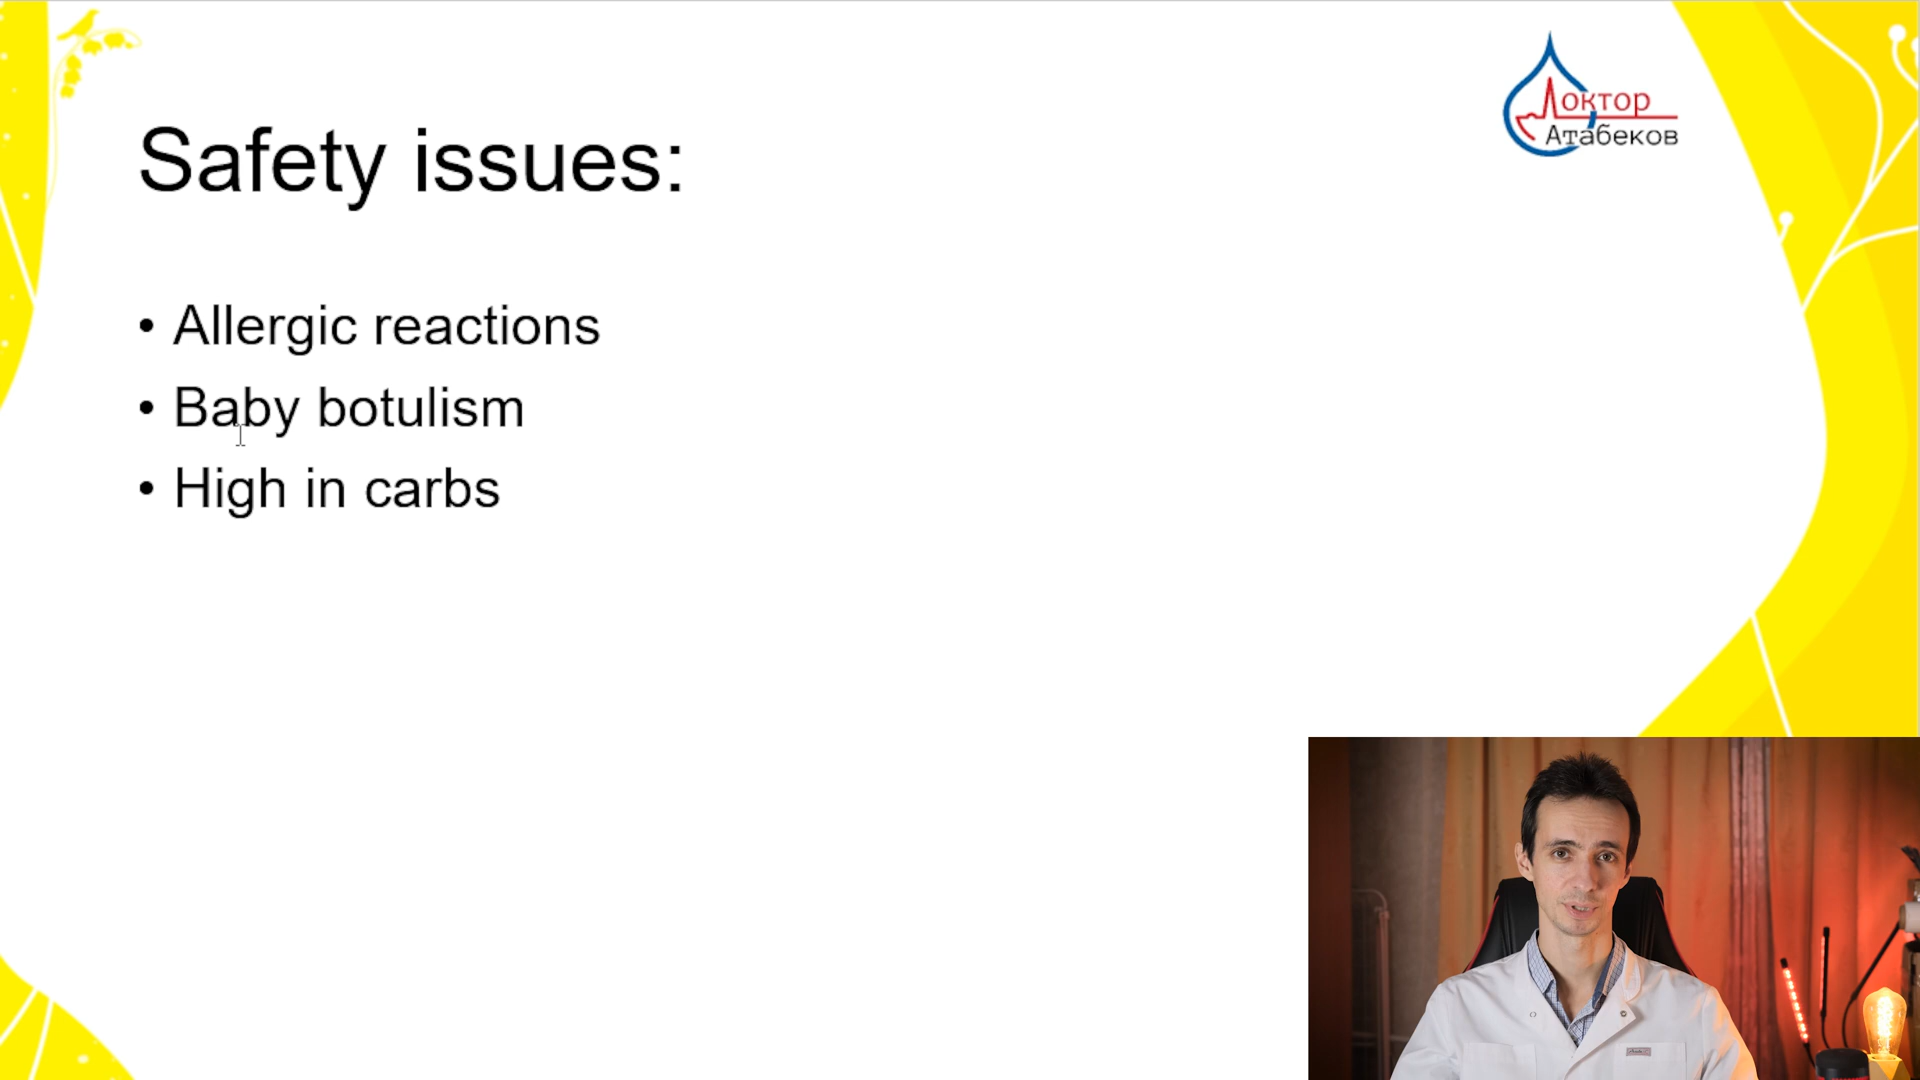 Доктор
Атабеков
Safety issues:
• Allergic reactions
• Baby botulism
• High in carbs